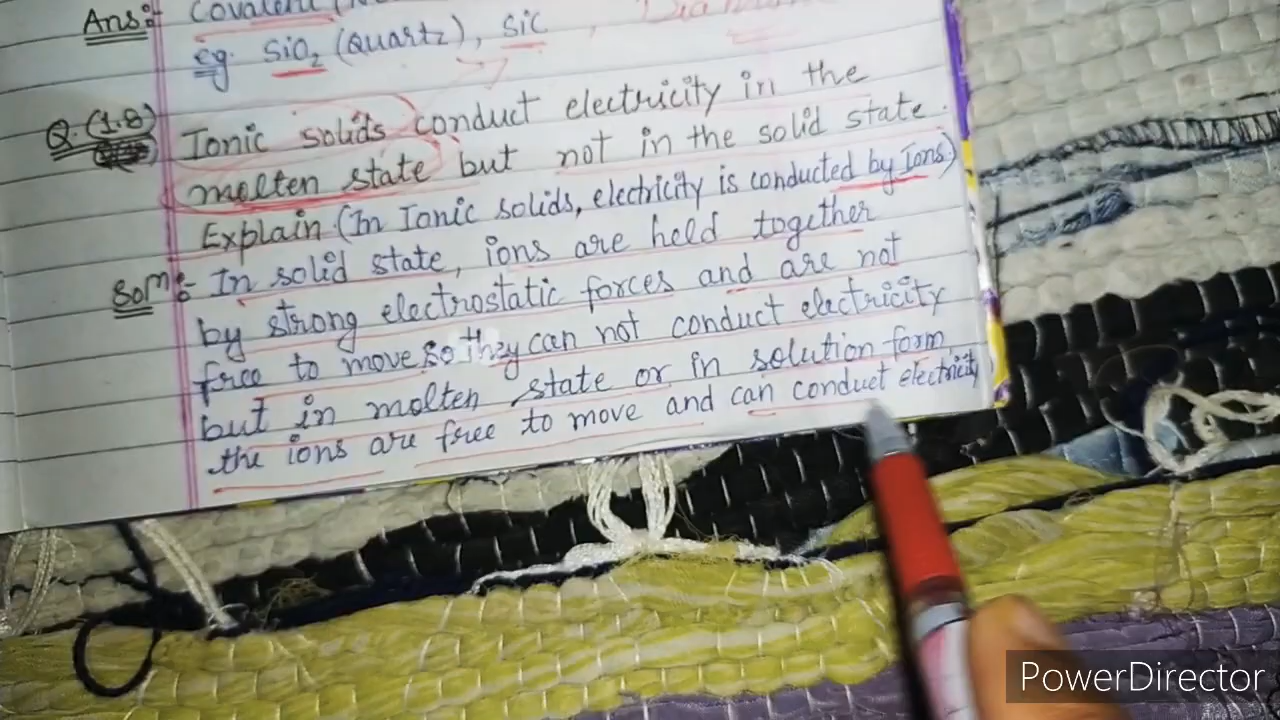 Ans:- Covalent
eg. SiO₂ (Quartz), SiC ,
Q.(1.8) Ionic solids conduct electricity in the
molten state but not in the solid state.
Explain (In Ionic solids, electricity is conducted by Ions)
Soln:- In solid state, ions are held together
by strong electrostatic forces and are not
free to move so they can not conduct electricity
but in molten state or in solution form
the ions are free to move and can conduct electricity
PowerDirector